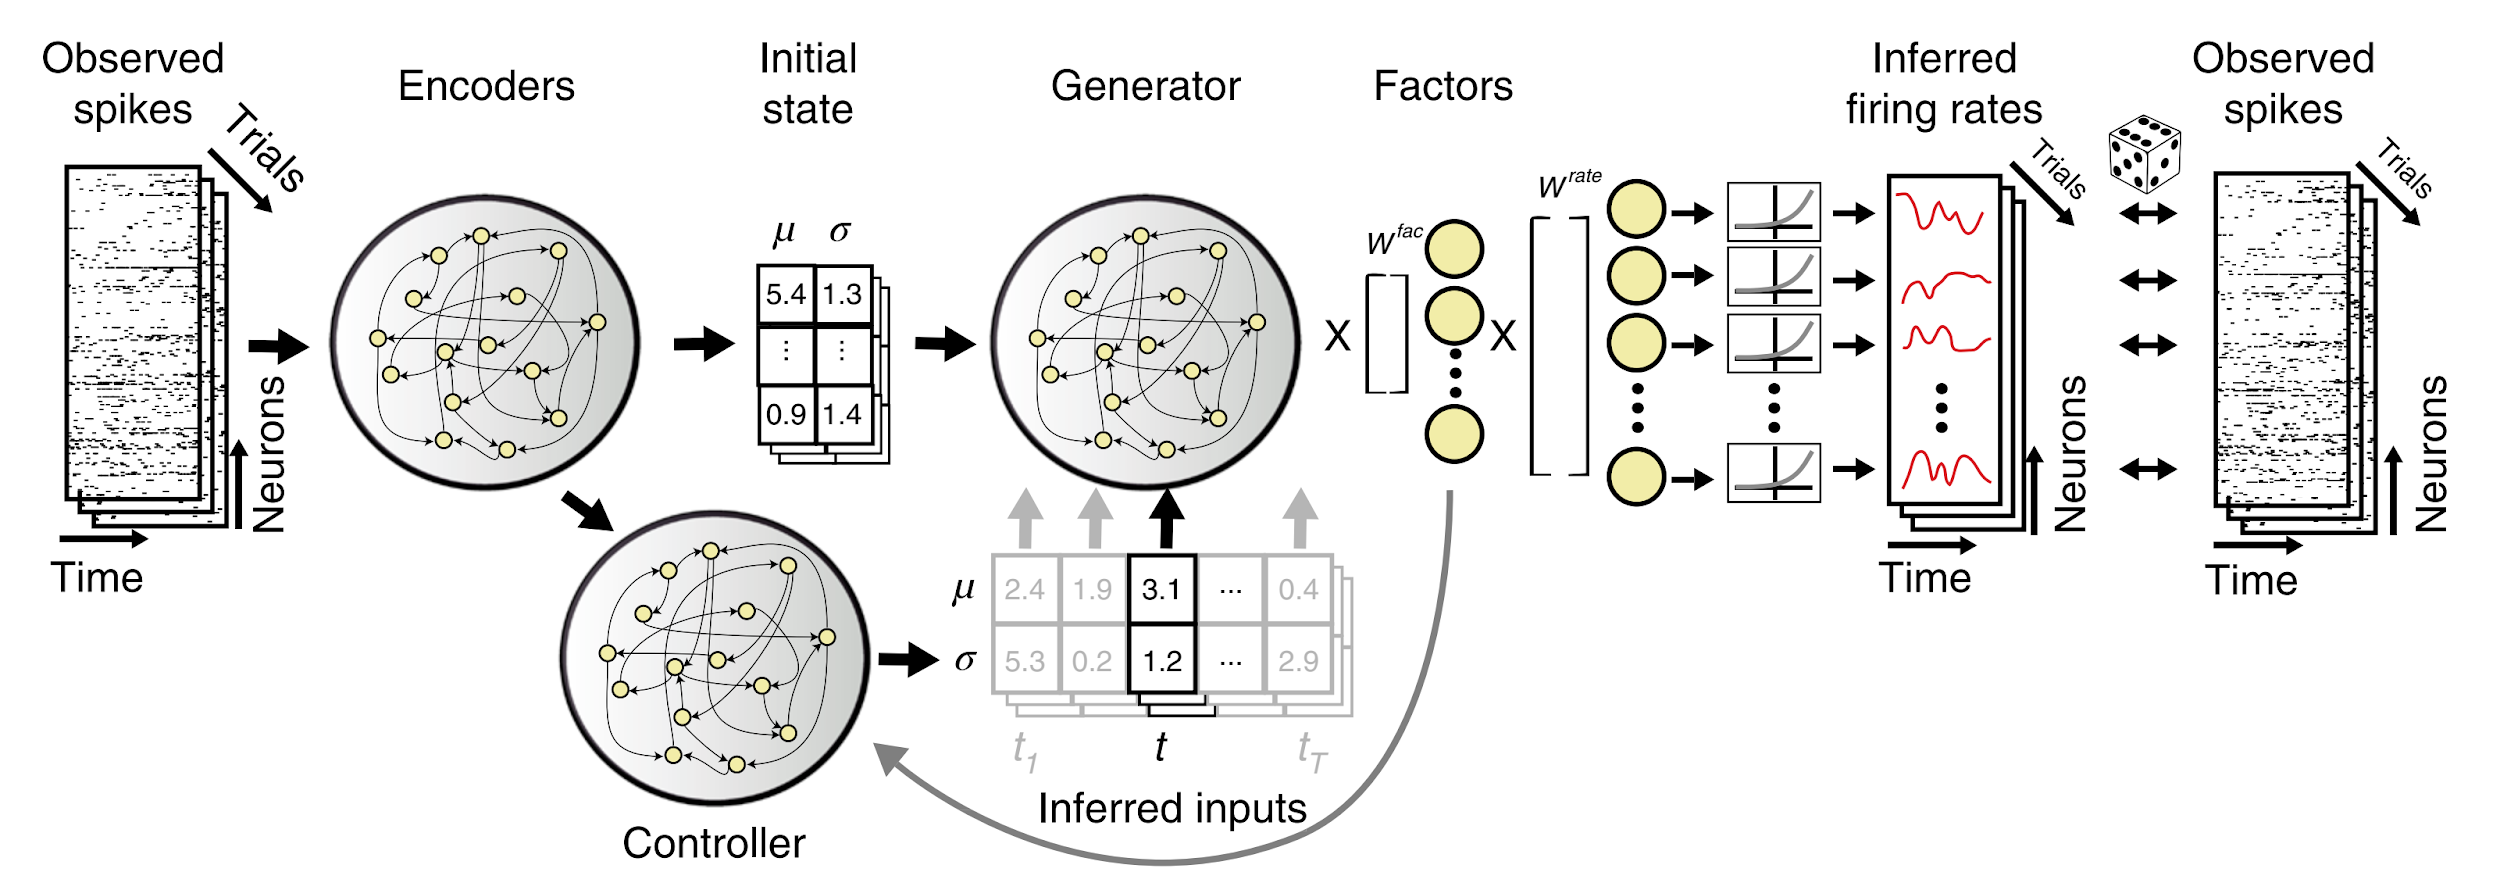 Observed
spikes
Trials
Neurons
Time
Encoders
Initial
state
μ σ
5.4 1.3
⋮ ⋮
0.9 1.4
Generator
X
W^fac
Factors
X
W^rate
Inferred
firing rates
Trials
Neurons
Time
Observed
spikes
Trials
Neurons
Time
Controller
μ 2.4 1.9 3.1 ... 0.4
σ 5.3 0.2 1.2 ... 2.9
t_1 t t_T
Inferred inputs